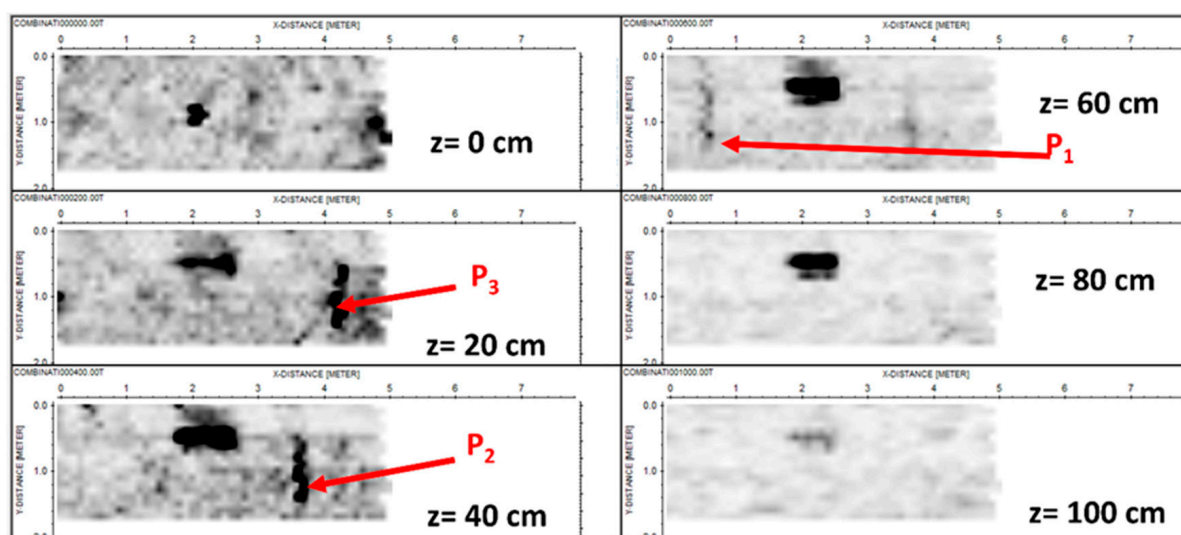 COMBINATI000000.00T
X-DISTANCE [METER]
0 1 2 3 4 5 6 7
Y-DISTANCE [METER]
0.0
1.0
2.0
z= 0 cm
COMBINATI000200.00T
X-DISTANCE [METER]
0 1 2 3 4 5 6 7
Y-DISTANCE [METER]
0.0
1.0
2.0
P3
z= 20 cm
COMBINATI000400.00T
X-DISTANCE [METER]
0 1 2 3 4 5 6 7
Y-DISTANCE [METER]
0.0
1.0
P2
z= 40 cm
COMBINATI000600.00T
X-DISTANCE [METER]
0 1 2 3 4 5 6 7
Y-DISTANCE [METER]
0.0
1.0
2.0
z= 60 cm
P1
COMBINATI000800.00T
X-DISTANCE [METER]
0 1 2 3 4 5 6 7
Y-DISTANCE [METER]
0.0
1.0
2.0
z= 80 cm
COMBINATI001000.00T
X-DISTANCE [METER]
0 1 2 3 4 5 6 7
Y-DISTANCE [METER]
0.0
1.0
z= 100 cm